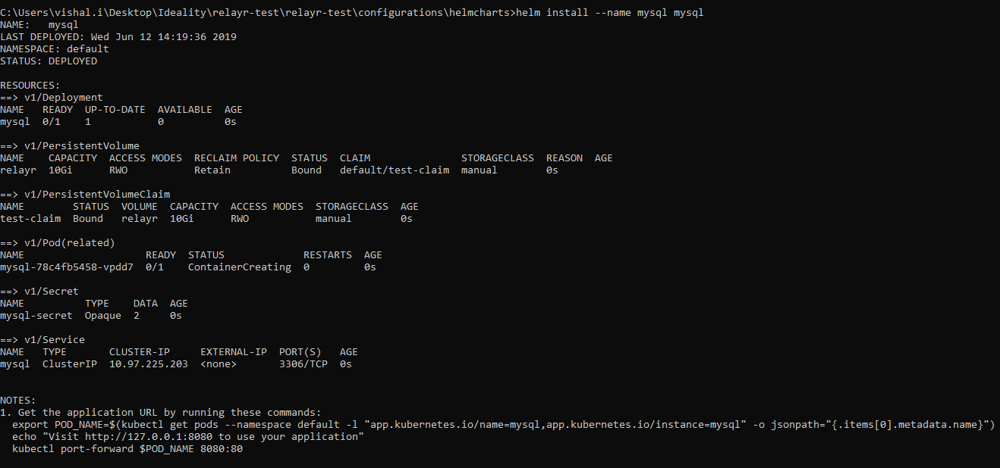 C:\Users\vishal.i\Desktop\Ideality\relayr-test\relayr-test\configurations\helmcharts>helm install --name mysql mysql
NAME:   mysql
LAST DEPLOYED: Wed Jun 12 14:19:36 2019
NAMESPACE: default
STATUS: DEPLOYED

RESOURCES:
==> v1/Deployment
NAME   READY  UP-TO-DATE  AVAILABLE  AGE
mysql  0/1    1           0          0s

==> v1/PersistentVolume
NAME    CAPACITY  ACCESS MODES  RECLAIM POLICY  STATUS  CLAIM               STORAGECLASS  REASON  AGE
relayr  10Gi      RWO           Retain          Bound   default/test-claim  manual        0s

==> v1/PersistentVolumeClaim
NAME        STATUS  VOLUME  CAPACITY  ACCESS MODES  STORAGECLASS  AGE
test-claim  Bound   relayr  10Gi      RWO           manual        0s

==> v1/Pod(related)
NAME                    READY  STATUS             RESTARTS  AGE
mysql-78c4fb5458-vpdd7  0/1    ContainerCreating  0         0s

==> v1/Secret
NAME          TYPE    DATA  AGE
mysql-secret  Opaque  2     0s

==> v1/Service
NAME   TYPE       CLUSTER-IP     EXTERNAL-IP  PORT(S)   AGE
mysql  ClusterIP  10.97.225.203  <none>       3306/TCP  0s


NOTES:
1. Get the application URL by running these commands:
  export POD_NAME=$(kubectl get pods --namespace default -l "app.kubernetes.io/name=mysql,app.kubernetes.io/instance=mysql" -o jsonpath="{.items[0].metadata.name}")
  echo "Visit http://127.0.0.1:8080 to use your application"
  kubectl port-forward $POD_NAME 8080:80